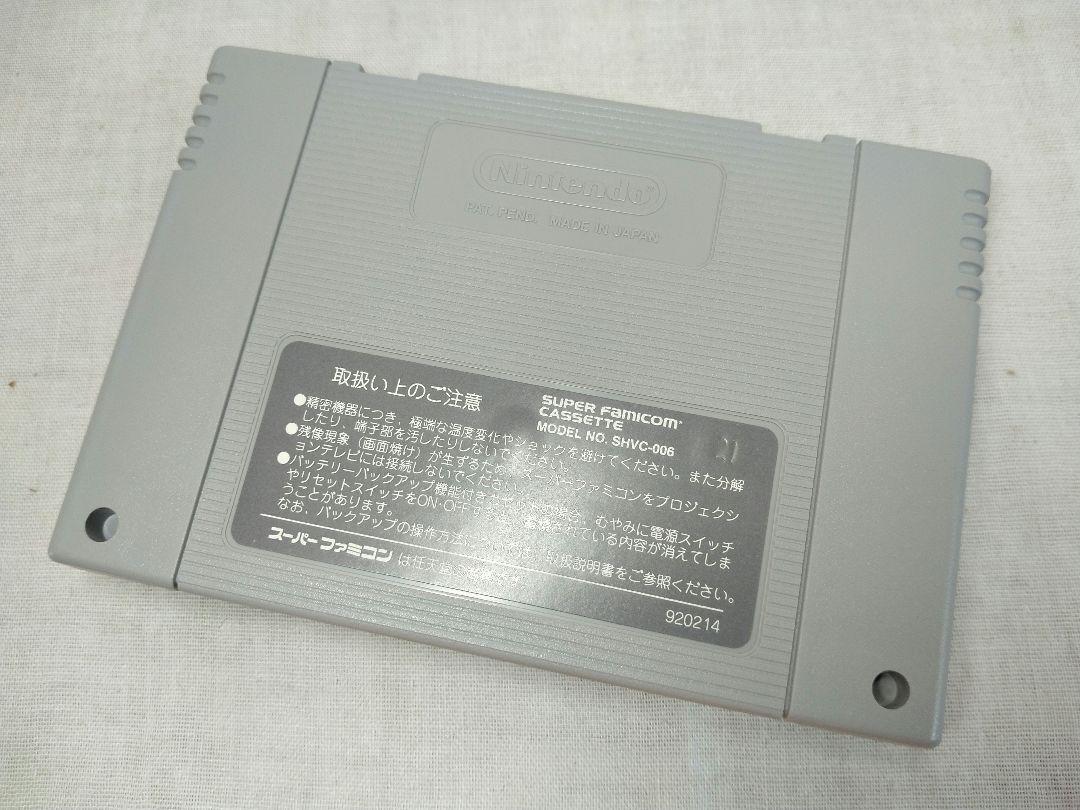 Nintendo®
PAT. PEND. MADE IN JAPAN
取扱い上のご注意
SUPER Famicom®
CASSETTE
MODEL NO. SHVC-006
21
●精密機器につき、極端な温度変化やショックを避けてください。また分解
したり、端子部を汚したりしないでください。
●残像現象(画面焼け)が生ずるため、スーパーファミコンをプロジェクシ
ョンテレビには接続しないでください。
●バッテリーバックアップ機能付き 場合、むやみに電源スイッチ
やリセットスイッチをON・OFFす されている内容が消えてしま
うことがあります。
なお、バックアップの操作方法に 取扱説明書をご参照ください。
スーパーファミコン は任天
920214